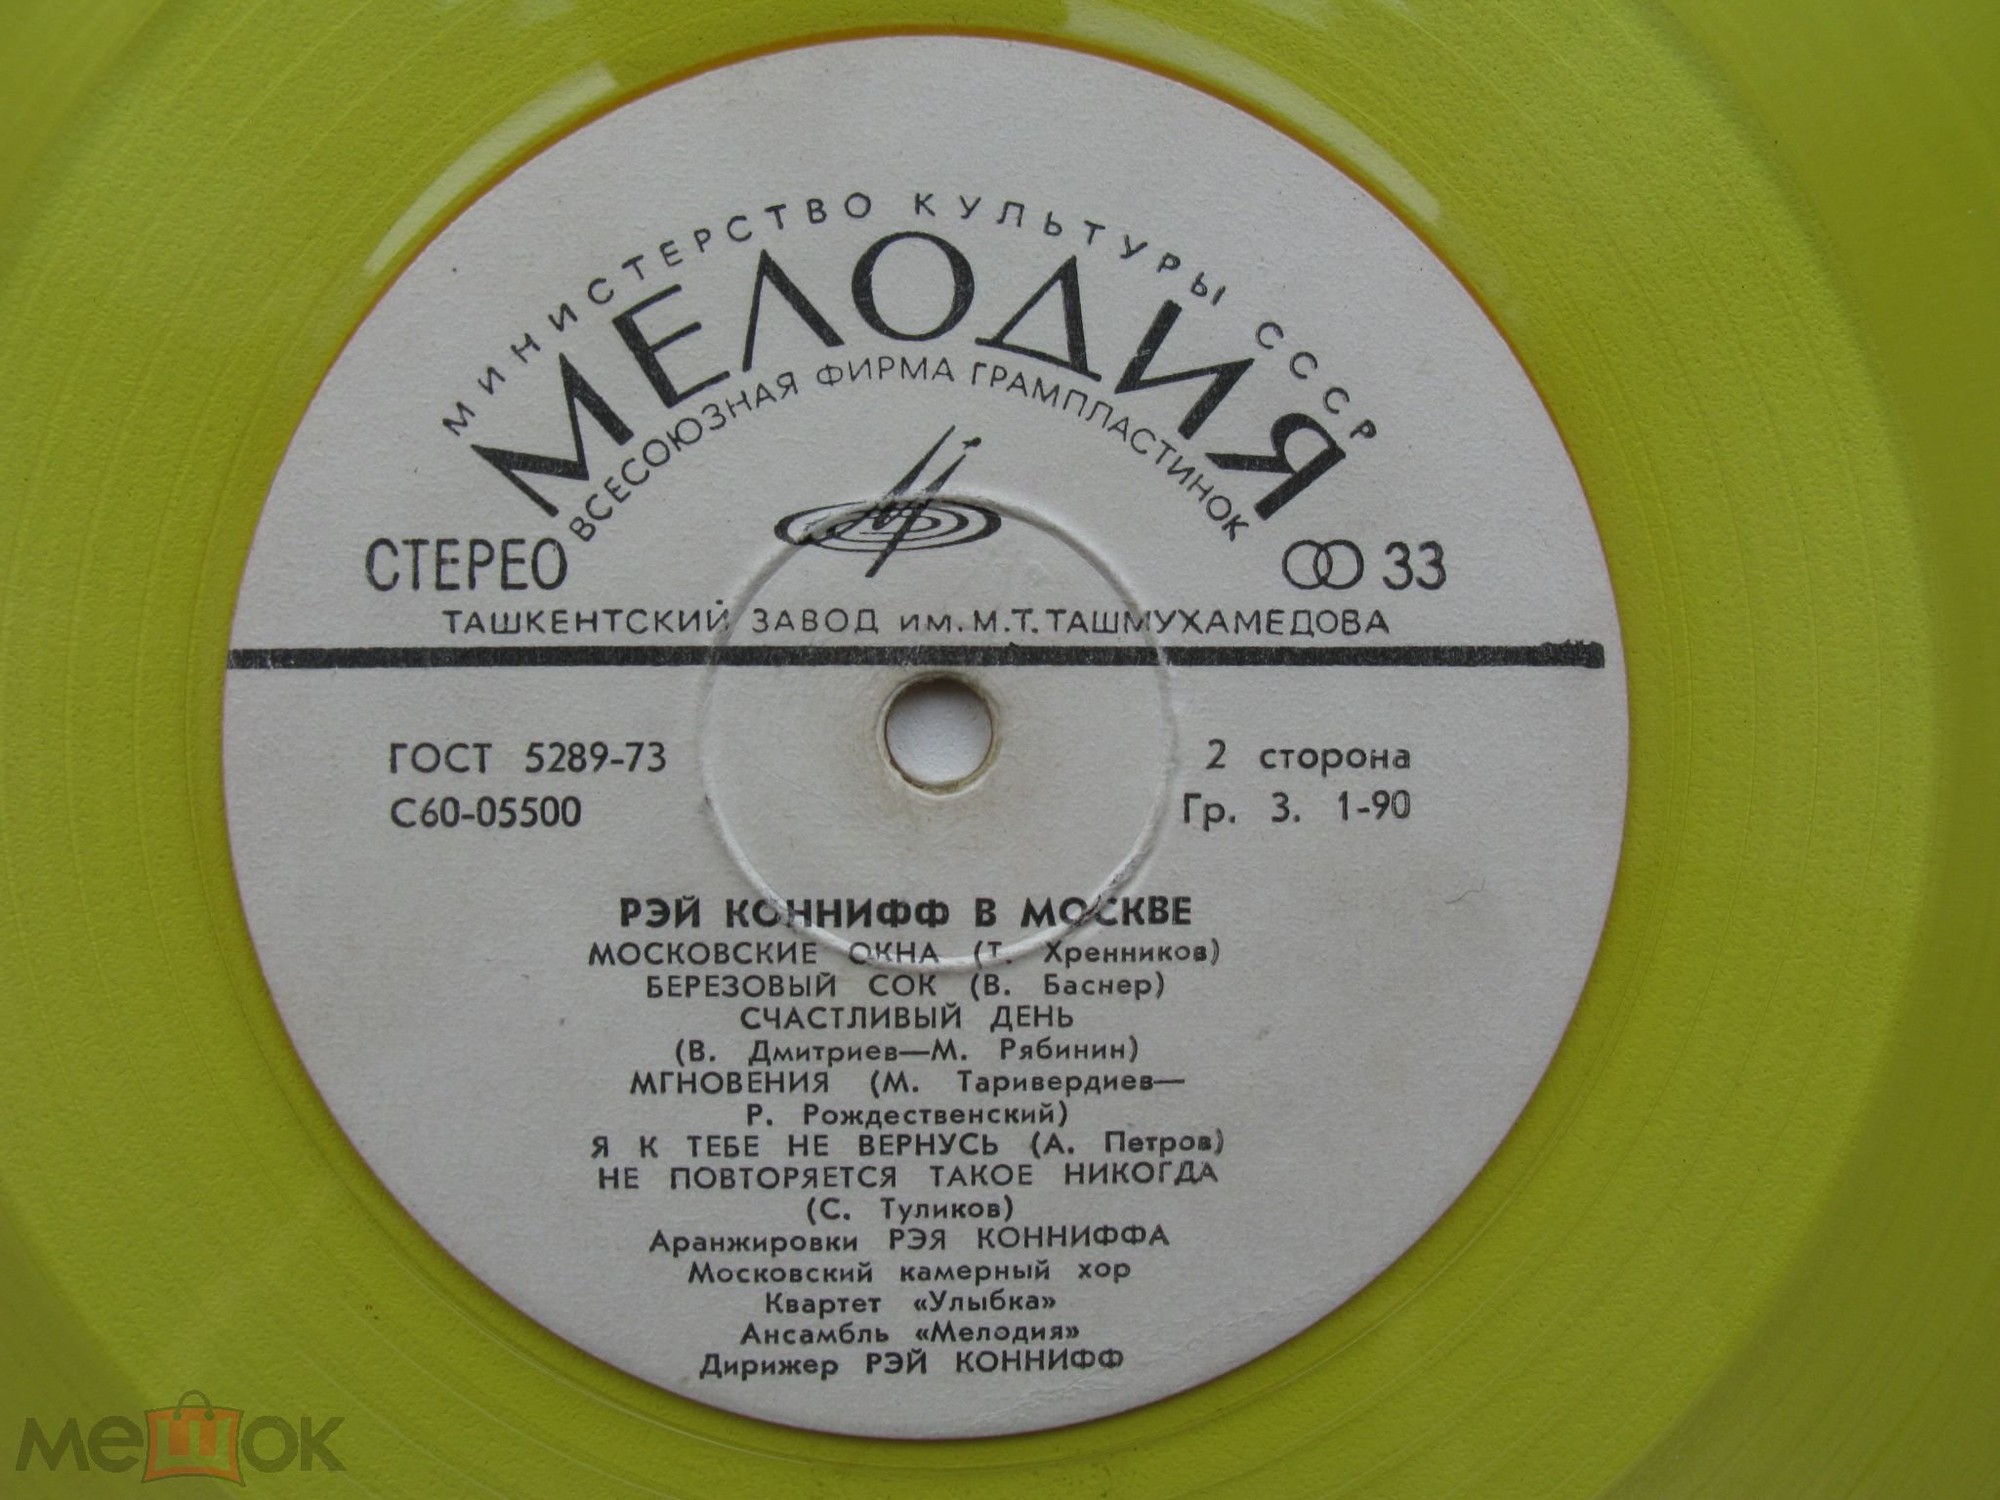 МИНИСТЕРСТВО КУЛЬТУРЫ СССР
МЕЛОДИЯ
ВСЕСОЮЗНАЯ ФИРМА ГРАМПЛАСТИНОК
СТЕРЕО
33
ТАШКЕНТСКИЙ ЗАВОД им. М.Т. ТАШМУХАМЕДОВА
ГОСТ 5289-73
2 сторона
С60-05500
Гр. 3. 1-90
РЭЙ КОННИФФ В МОСКВЕ
МОСКОВСКИЕ ОКНА (Т. Хренников)
БЕРЕЗОВЫЙ СОК (В. Баснер)
СЧАСТЛИВЫЙ ДЕНЬ
(В. Дмитриев—М. Рябинин)
МГНОВЕНИЯ (М. Таривердиев—
Р. Рождественский)
Я К ТЕБЕ НЕ ВЕРНУСЬ (А. Петров)
НЕ ПОВТОРЯЕТСЯ ТАКОЕ НИКОГДА
(С. Туликов)
Аранжировки РЭЯ КОННИФФА
Московский камерный хор
Квартет «Улыбка»
Ансамбль «Мелодия»
Дирижер РЭЙ КОННИФФ
мешок